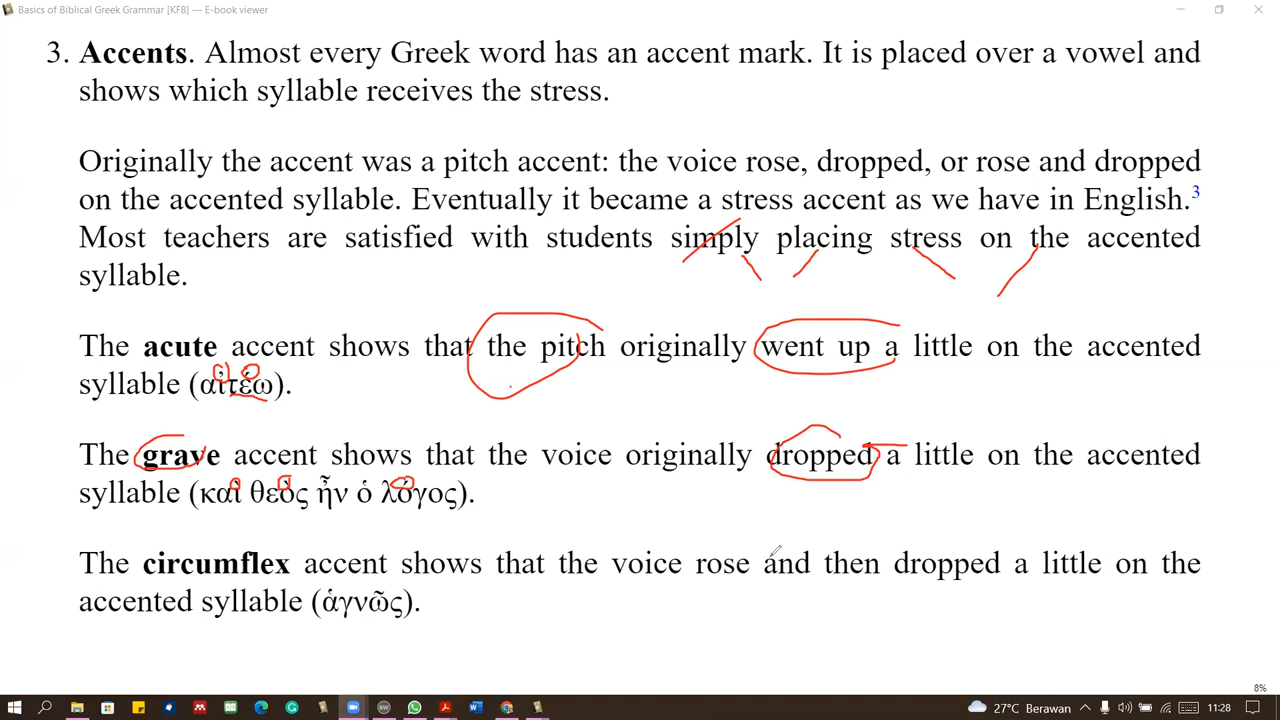 Basics of Biblical Greek Grammar [KF8] — E-book viewer
3. Accents. Almost every Greek word has an accent mark. It is placed over a vowel and
shows which syllable receives the stress.
Originally the accent was a pitch accent: the voice rose, dropped, or rose and dropped
on the accented syllable. Eventually it became a stress accent as we have in English.3
Most teachers are satisfied with students simply placing stress on the accented
syllable.
The acute accent shows that the pitch originally went up a little on the accented
syllable (αἰτέω).
The grave accent shows that the voice originally dropped a little on the accented
syllable (καὶ θεὸς ἦν ὁ λόγος).
The circumflex accent shows that the voice rose and then dropped a little on the
accented syllable (ἁγνῶς).
8%
27°C Berawan 11:28